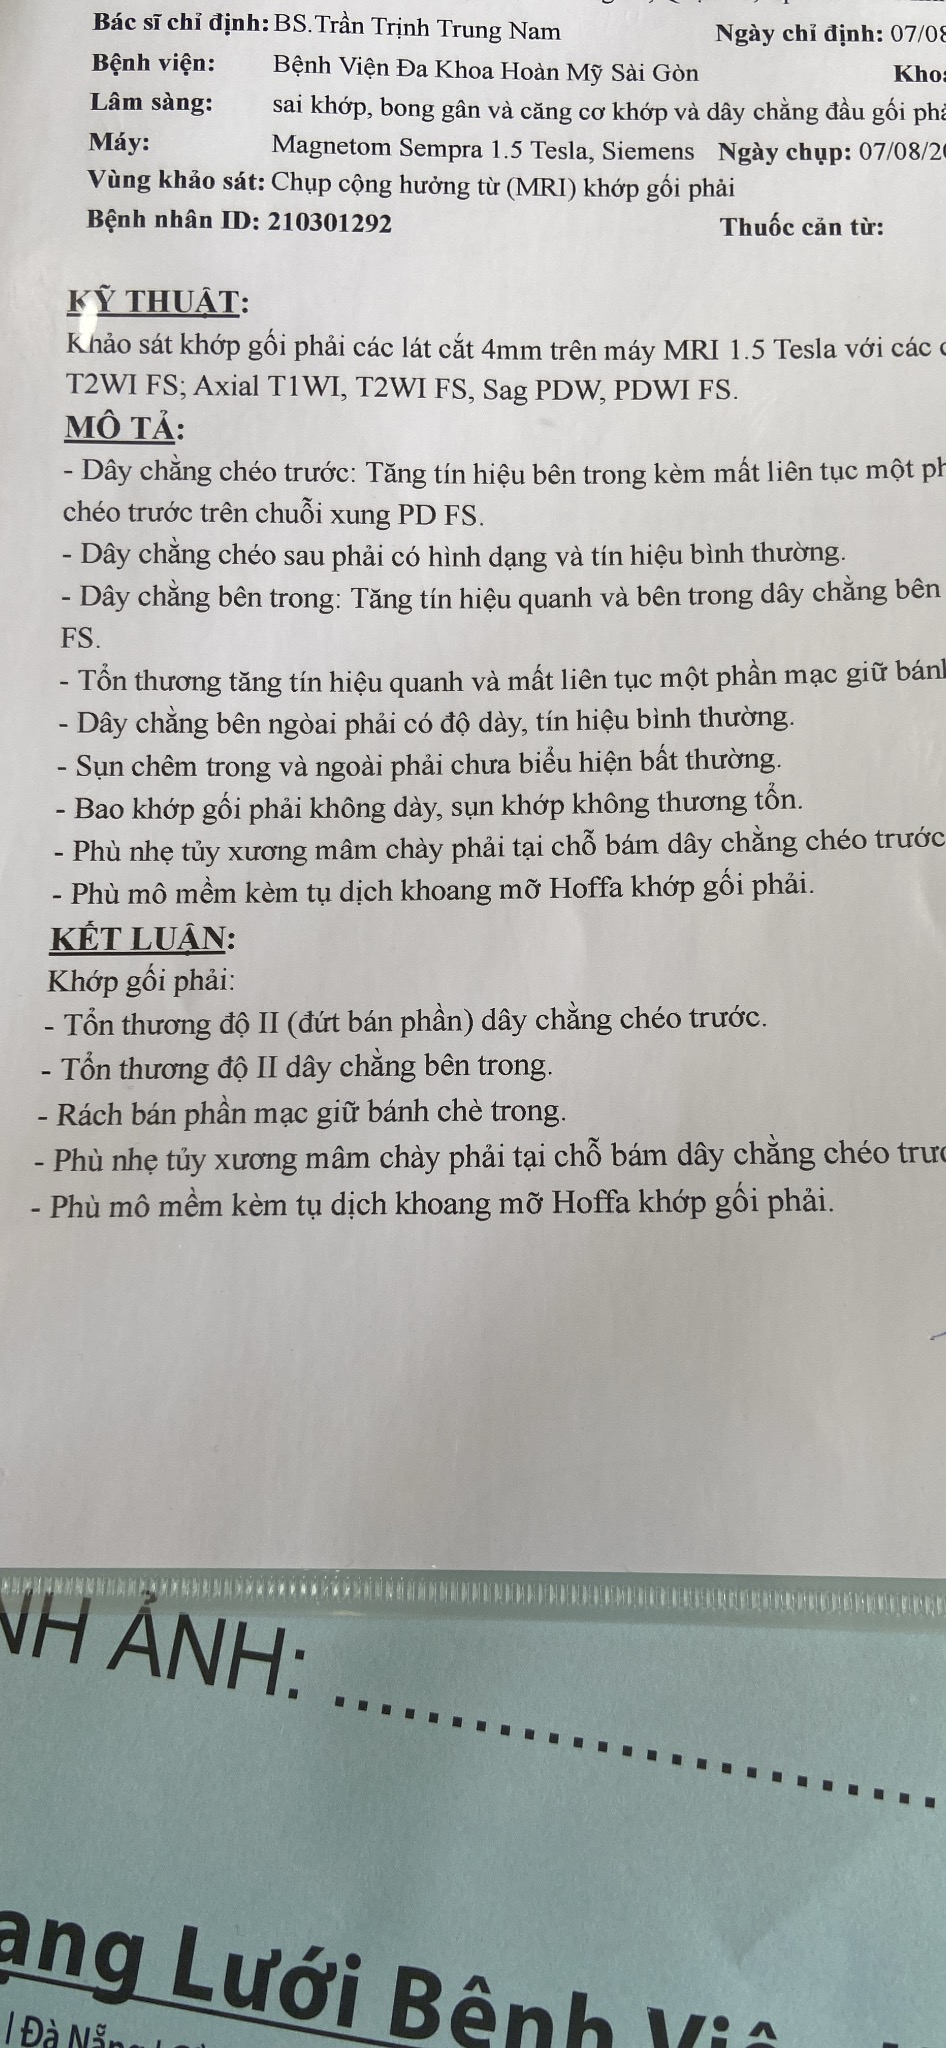 Bác sĩ chỉ định: BS.Trần Trịnh Trung Nam Ngày chỉ định: 07/08
Bệnh viện: Bệnh Viện Đa Khoa Hoàn Mỹ Sài Gòn
Lâm sàng: sai khớp, bong gân và căng cơ khớp và dây chằng đầu gối
Máy: Magnetom Sempra 1.5 Tesla, Siemens Ngày chụp: 07/08/20
Vùng khảo sát: Chụp cộng hưởng từ (MRI) khớp gối phải
Bệnh nhân ID: 210301292 Thuốc cản từ:
KỸ THUẬT:
Khảo sát khớp gối phải các lát cắt 4mm trên máy MRI 1.5 Tesla với các
T2WI FS; Axial T1WI, T2WI FS, Sag PDW, PDWI FS.
MÔ TẢ:
- Dây chằng chéo trước: Tăng tín hiệu bên trong kèm mất liên tục một
chéo trước trên chuỗi xung PD FS.
- Dây chằng chéo sau phải có hình dạng và tín hiệu bình thường.
- Dây chằng bên trong: Tăng tín hiệu quanh và bên trong dây chằng bên
FS.
- Tổn thương tăng tín hiệu quanh và mất liên tục một phần mạc giữ
- Dây chằng bên ngòai phải có độ dày, tín hiệu bình thường.
- Sụn chêm trong và ngoài phải chưa biểu hiện bất thường.
- Bao khớp gối phải không dày, sụn khớp không thương tổn.
- Phù nhẹ tủy xương mâm chày phải tại chỗ bám dây chằng chéo trước
- Phù mô mềm kèm tụ dịch khoang mỡ Hoffa khớp gối phải.
KẾT LUẬN:
Khớp gối phải:
- Tổn thương độ II (đứt bán phần) dây chằng chéo trước.
- Tổn thương độ II dây chằng bên trong.
- Rách bán phần mạc giữ bánh chè trong.
- Phù nhẹ tủy xương mâm chày phải tại chỗ bám dây chằng chéo
- Phù mô mềm kèm tụ dịch khoang mỡ Hoffa khớp gối phải.
NH ẢNH: ..........................
ạng Lưới Bệnh
| Đà Nẵng